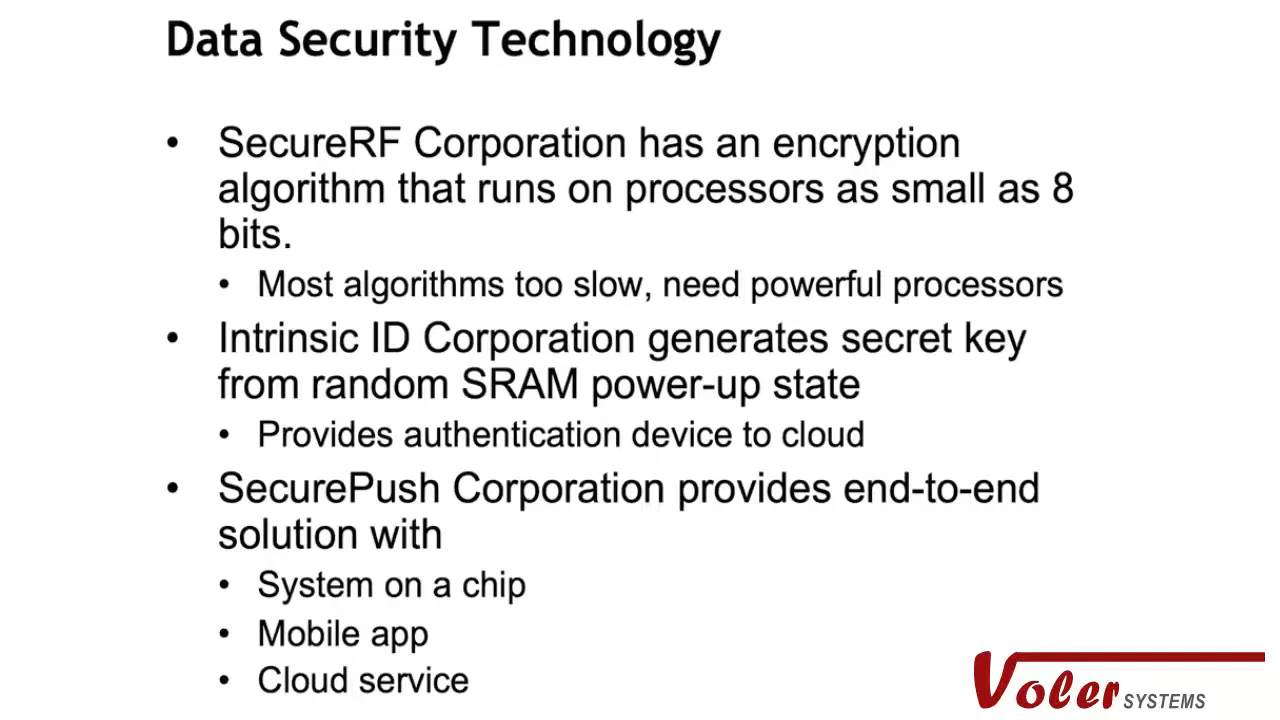 Data Security Technology
• SecureRF Corporation has an encryption
algorithm that runs on processors as small as 8
bits.
• Most algorithms too slow, need powerful processors
• Intrinsic ID Corporation generates secret key
from random SRAM power-up state
• Provides authentication device to cloud
• SecurePush Corporation provides end-to-end
solution with
• System on a chip
• Mobile app
• Cloud service
Voler SYSTEMS